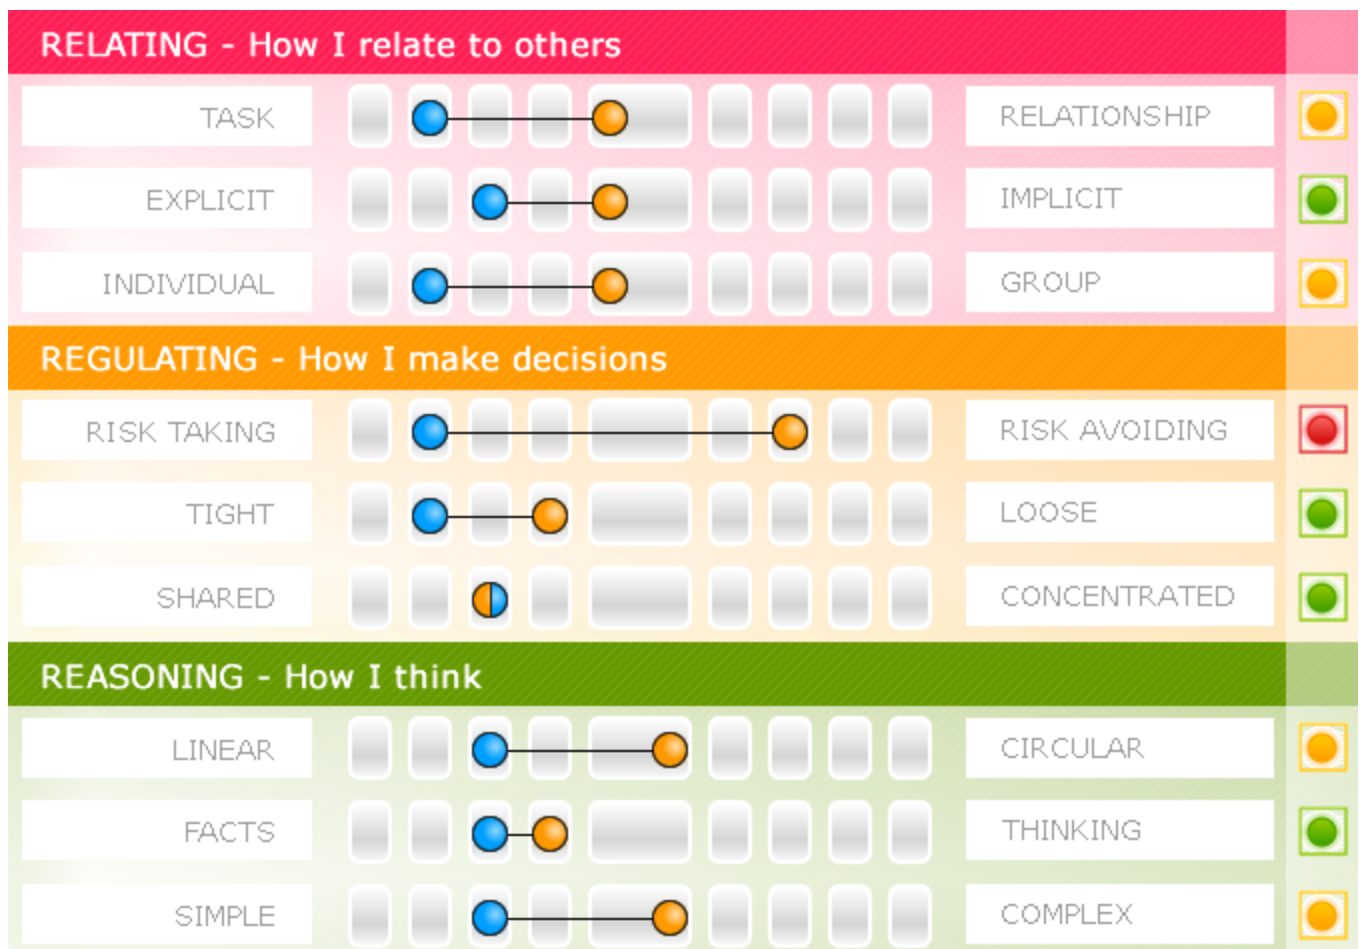 RELATING - How I relate to others
TASK RELATIONSHIP
EXPLICIT IMPLICIT
INDIVIDUAL GROUP
REGULATING - How I make decisions
RISK TAKING RISK AVOIDING
TIGHT LOOSE
SHARED CONCENTRATED
REASONING - How I think
LINEAR CIRCULAR
FACTS THINKING
SIMPLE COMPLEX